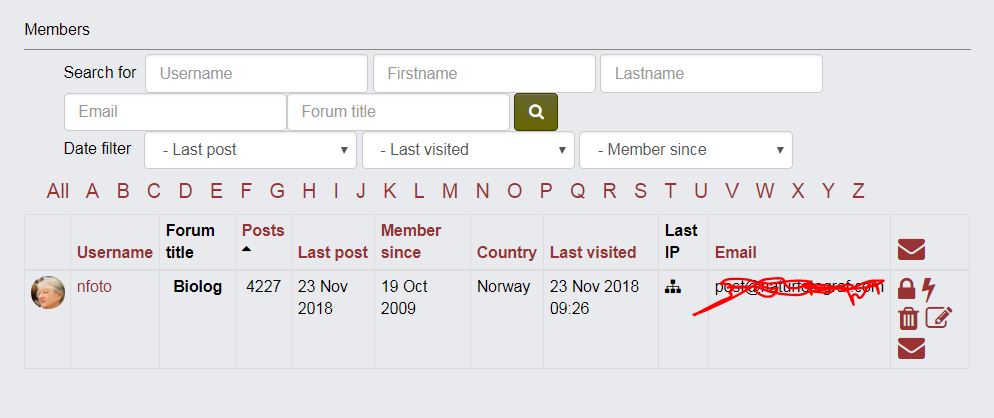 Members
Search for Username Firstname Lastname
Email Forum title
Date filter - Last post - Last visited - Member since
All A B C D E F G H I J K L M N O P Q R S T U V W X Y Z
Username Forum title Posts Last post Member since Country Last visited Last IP Email
nfoto Biolog 4227 23 Nov 2018 19 Oct 2009 Norway 23 Nov 2018 09:26